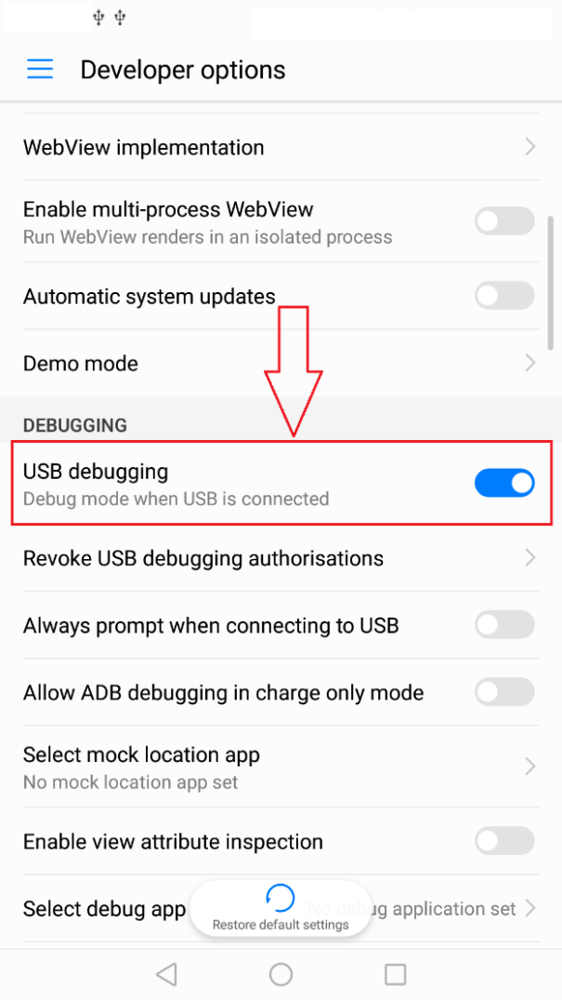 Developer options
WebView implementation
Enable multi-process WebView
Run WebView renders in an isolated process
Automatic system updates
Demo mode
DEBUGGING
USB debugging
Debug mode when USB is connected
Revoke USB debugging authorisations
Always prompt when connecting to USB
Allow ADB debugging in charge only mode
Select mock location app
No mock location app set
Enable view attribute inspection
Select debug app No debug application set
Restore default settings